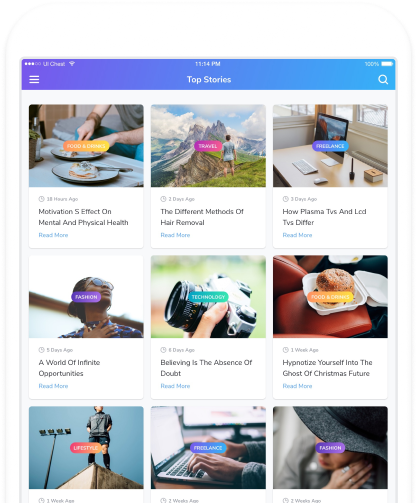 UI Chest
11:14 PM
100%
Top Stories
FOOD & DRINKS
TRAVEL
FREELANCE
18 Hours Ago
2 Days Ago
3 Days Ago
Motivation S Effect On
Mental And Physical Health
The Different Methods Of
Hair Removal
How Plasma Tvs And Lcd
Tvs Differ
Read More
Read More
Read More
FASHION
TECHNOLOGY
FOOD & DRINKS
5 Days Ago
6 Days Ago
1 Week Ago
A World Of Infinite
Opportunities
Believing Is The Absence Of
Doubt
Hypnotize Yourself Into The
Ghost Of Christmas Future
Read More
Read More
Read More
LIFESTYLE
FREELANCE
FASHION
1 Week Ago
2 Weeks Ago
2 Weeks Ago